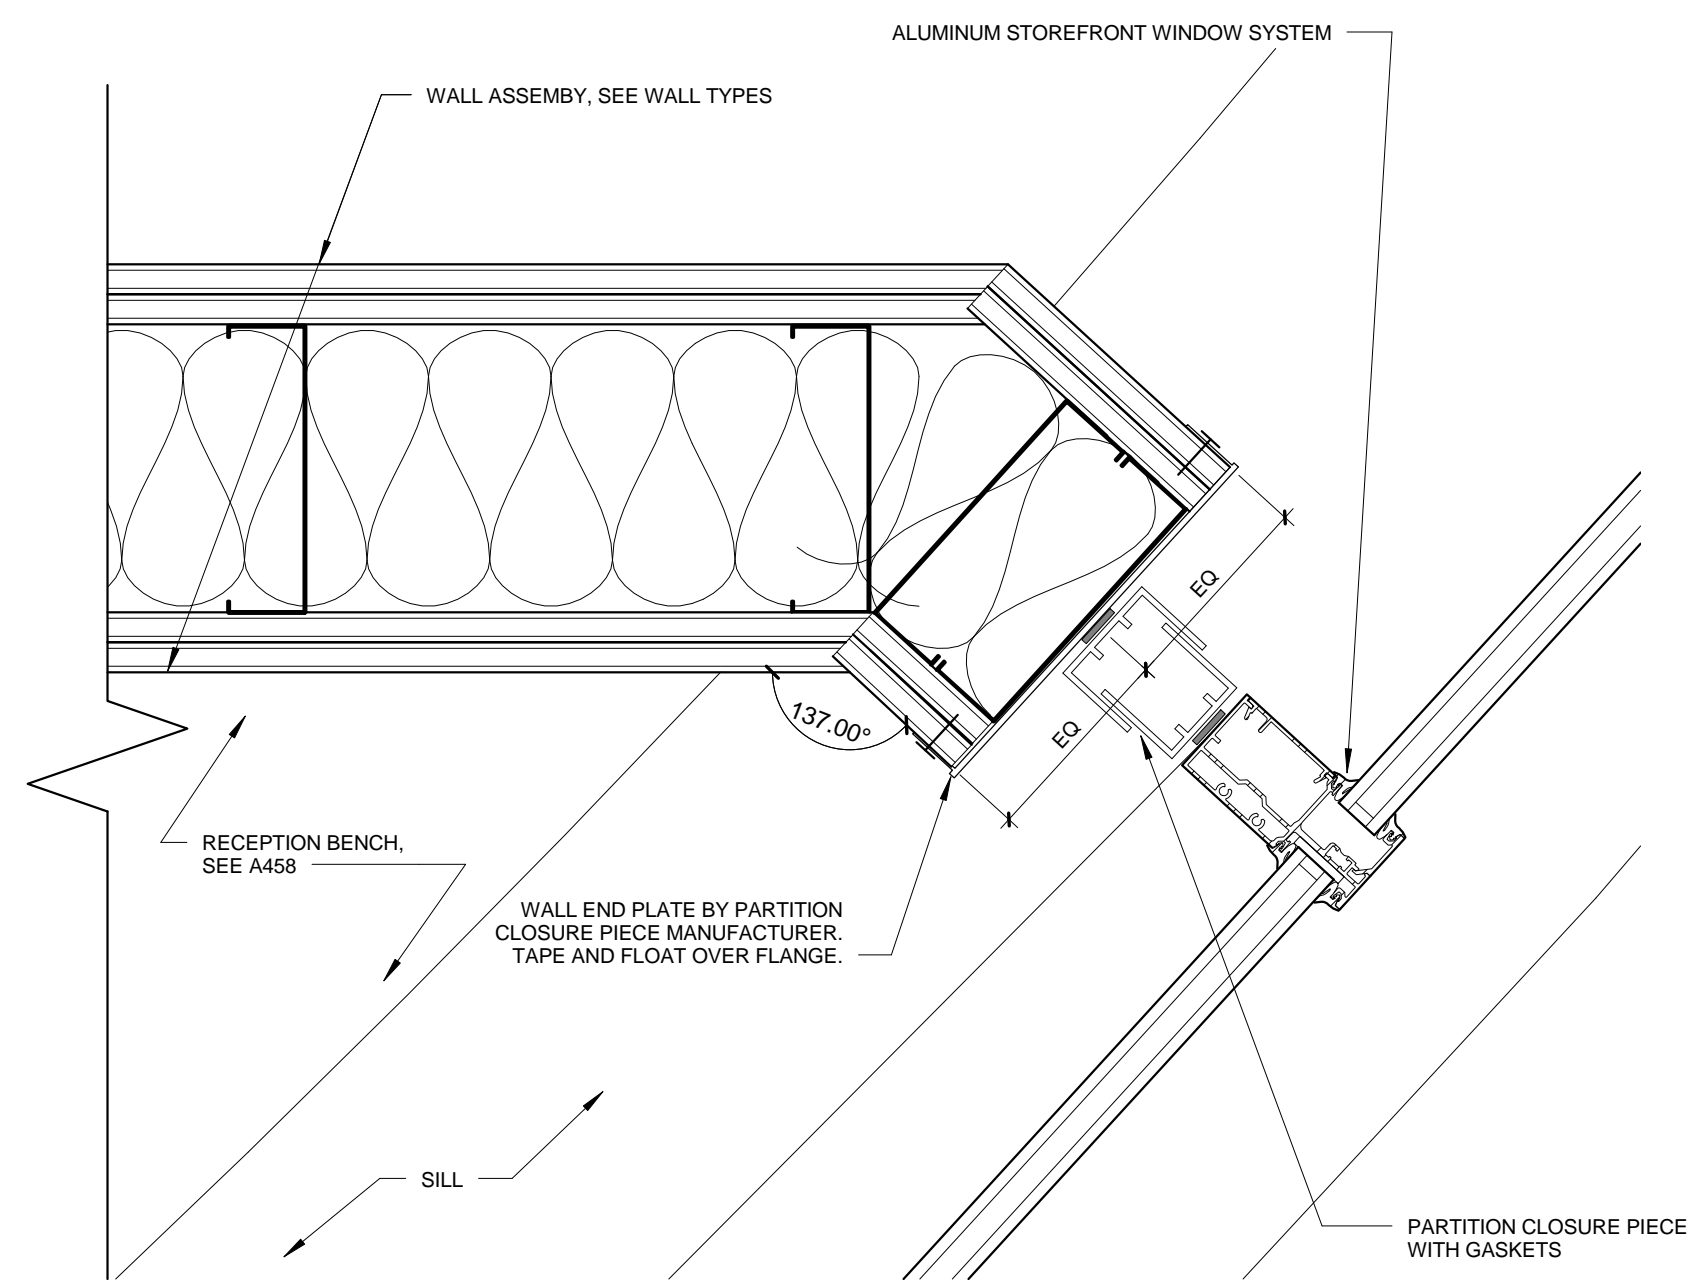 ALUMINUM STOREFRONT WINDOW SYSTEM
WALL ASSEMBY, SEE WALL TYPES
EQ
EQ
137.00°
RECEPTION BENCH,
SEE A458
WALL END PLATE BY PARTITION
CLOSURE PIECE MANUFACTURER.
TAPE AND FLOAT OVER FLANGE.
SILL
PARTITION CLOSURE PIECE
WITH GASKETS